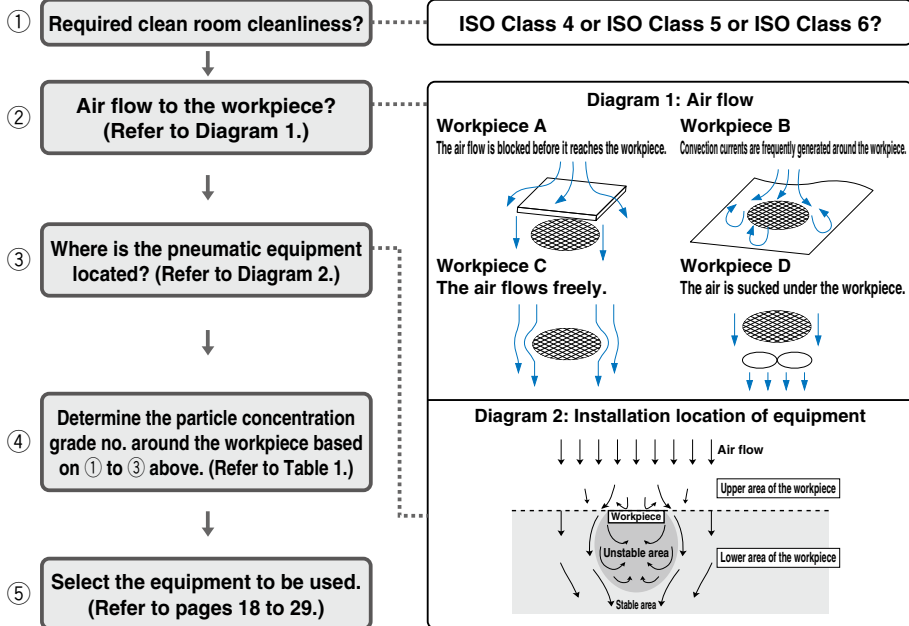 ① Required clean room cleanliness?
ISO Class 4 or ISO Class 5 or ISO Class 6?
② Air flow to the workpiece?
(Refer to Diagram 1.)
③ Where is the pneumatic equipment
located? (Refer to Diagram 2.)
④ Determine the particle concentration
grade no. around the workpiece based
on ① to ③ above. (Refer to Table 1.)
⑤ Select the equipment to be used.
(Refer to pages 18 to 29.)
Diagram 1: Air flow
Workpiece A
The air flow is blocked before it reaches the workpiece.
Workpiece B
Convection currents are frequently generated around the workpiece.
Workpiece C
The air flows freely.
Workpiece D
The air is sucked under the workpiece.
Diagram 2: Installation location of equipment
Air flow
Upper area of the workpiece
Workpiece
Unstable area
Lower area of the workpiece
Stable area